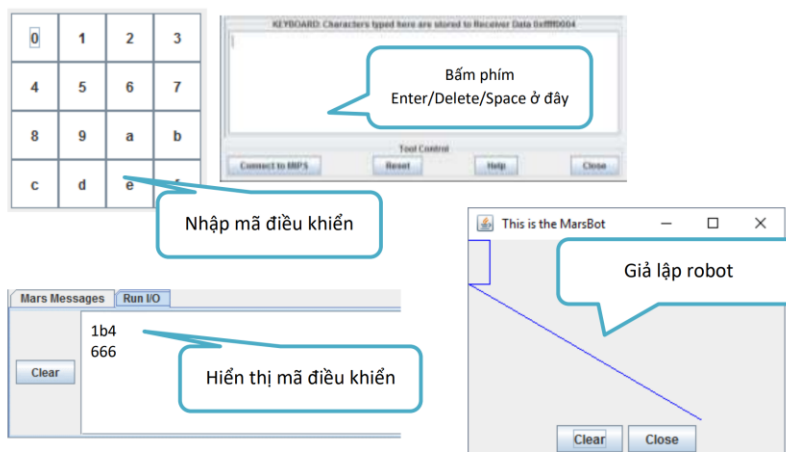 0 1 2 3
4 5 6 7
8 9 a b
c d e
KEYBOARD: Characters typed here are stored to Receiver Data 0xffff0004
Bấm phím
Enter/Delete/Space ở đây
Tool Control
Connect to MIPS Reset Help Close
Nhập mã điều khiển
This is the MarsBot
Giả lập robot
Clear Close
Mars Messages Run I/O
1b4
666
Clear
Hiển thị mã điều khiển